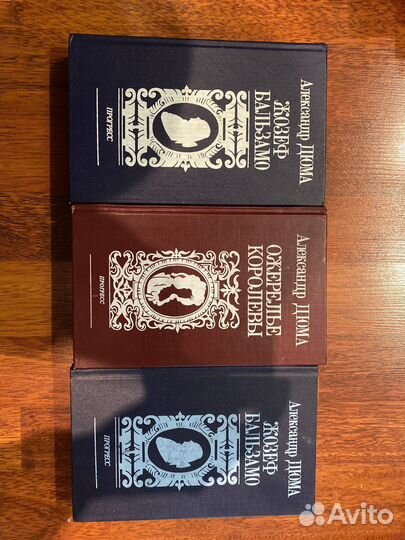 Александр ДЮМА
ЖОЗЕФ
БАЛЬЗАМО
ПРОГРЕСС
Александр ДЮМА
ОЖЕРЕЛЬЕ
КОРОЛЕВЫ
ПРОГРЕСС
Александр ДЮМА
ЖОЗЕФ
БАЛЬЗАМО
ПРОГРЕСС
Avito